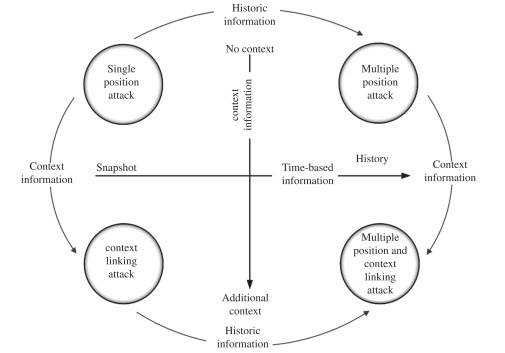 Historic
information
No context
Single
position
attack
Multiple
position
attack
context
information
Context
information
Snapshot
Time-based
information
History
Context
information
context
linking
attack
Multiple
position and
context
linking
attack
Additional
context
Historic
information